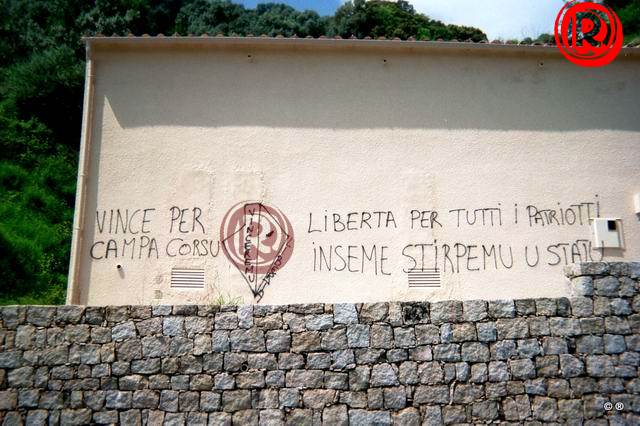 VINCE PER
CAMPA CORSU
LIBERTA PER TUTTI I PATRIOTTI
INSEME STIRPEMU U STATU
R
R
© ®